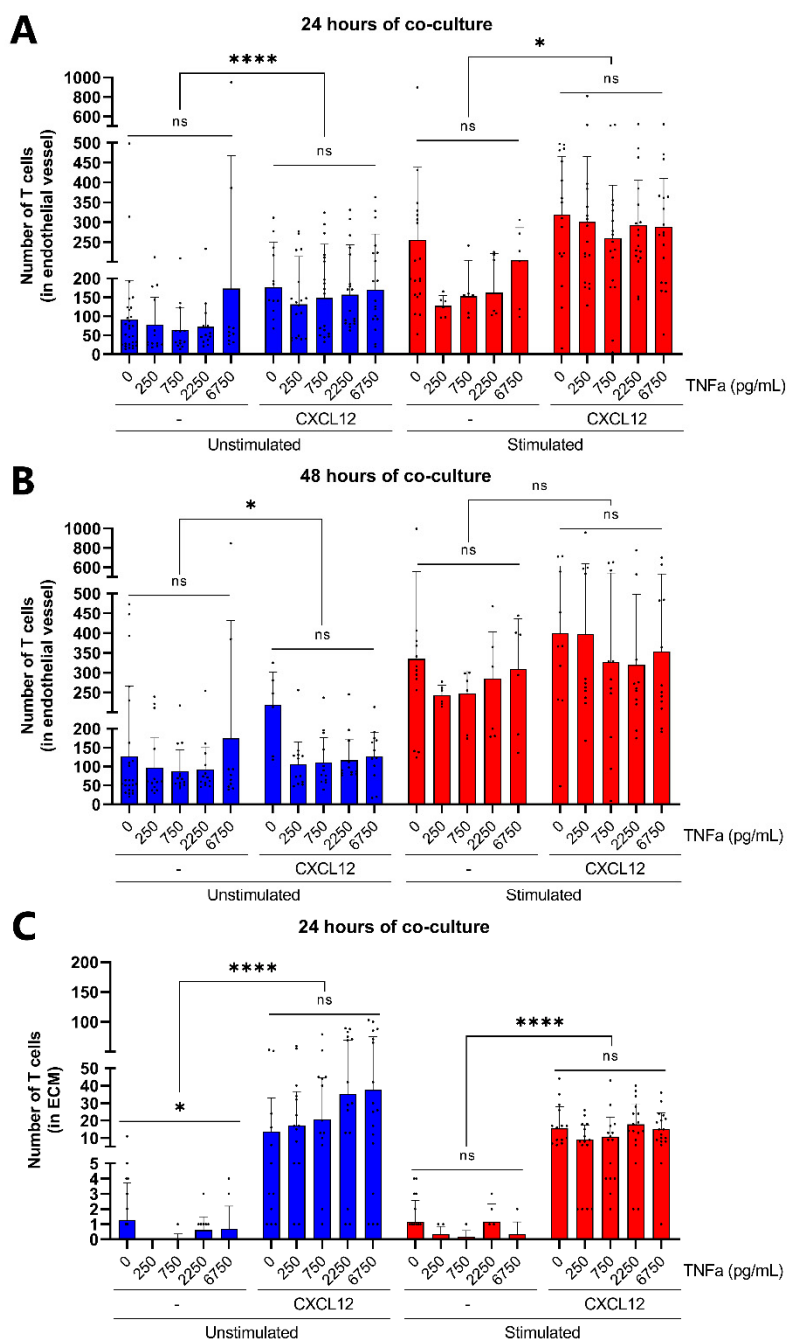 A
24 hours of co-culture
**** *
ns ns ns ns
Number of T cells
(in endothelial vessel)
1000
800
600
500
450
400
350
300
250
200
150
100
50
0
0 250 750 2250 6750 0 250 750 2250 6750 0 250 750 2250 6750 0 250 750 2250 6750 TNFa (pg/mL)
- CXCL12 - CXCL12
Unstimulated Stimulated
B
48 hours of co-culture
* ns
ns ns ns ns
Number of T cells
(in endothelial vessel)
1000
800
600
500
450
400
350
300
250
200
150
100
50
0
0 250 750 2250 6750 0 250 750 2250 6750 0 250 750 2250 6750 0 250 750 2250 6750 TNFa (pg/mL)
- CXCL12 - CXCL12
Unstimulated Stimulated
C
24 hours of co-culture
**** ****
* ns ns ns
Number of T cells
(in ECM)
200
100
50
40
30
20
10
5
4
3
2
1
0
0 250 750 2250 6750 0 250 750 2250 6750 0 250 750 2250 6750 0 250 750 2250 6750 TNFa (pg/mL)
- CXCL12 - CXCL12
Unstimulated Stimulated